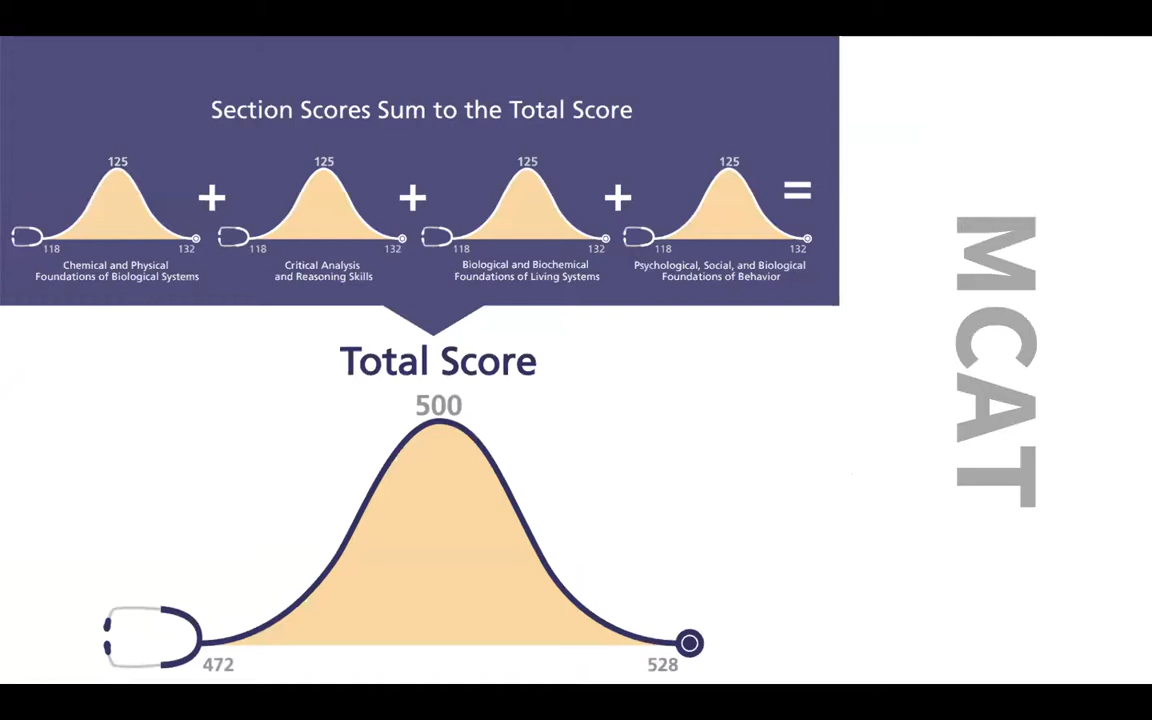 Section Scores Sum to the Total Score
125 + 125 + 125 + 125 =
118 132 118 132 118 132 118 132
Chemical and Physical
Foundations of Biological Systems
Critical Analysis
and Reasoning Skills
Biological and Biochemical
Foundations of Living Systems
Psychological, Social, and Biological
Foundations of Behavior
Total Score
500
472 528
MCAT